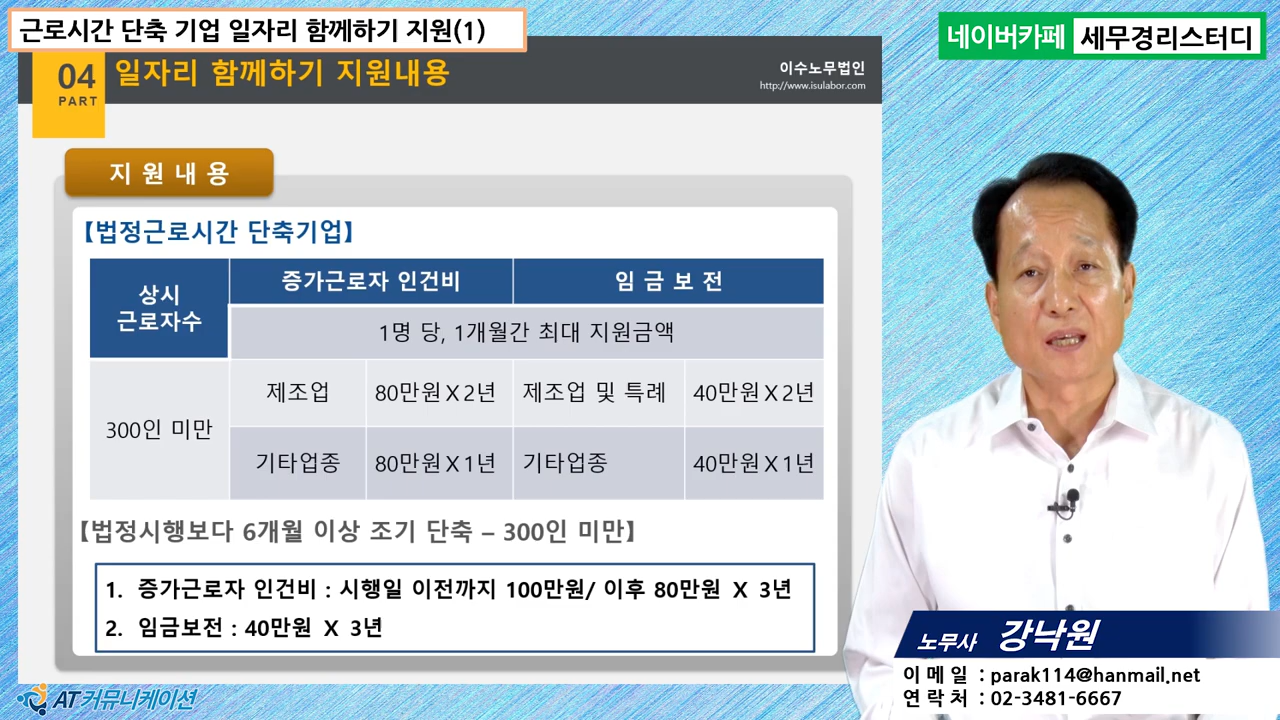 근로시간 단축 기업 일자리 함께하기 지원(1)
네이버카페 세무경리스터디
04
PART
일자리 함께하기 지원내용
이수노무법인
http://www.isulabor.com
지 원 내 용
【법정근로시간 단축기업】
상시 근로자수
증가근로자 인건비
임 금 보 전
1명 당, 1개월간 최대 지원금액
300인 미만
제조업
80만원X2년
제조업 및 특례
40만원X2년
기타업종
80만원X1년
기타업종
40만원X1년
【법정시행보다 6개월 이상 조기 단축 – 300인 미만】
1. 증가근로자 인건비 : 시행일 이전까지 100만원/ 이후 80만원 X 3년
2. 임금보전 : 40만원 X 3년
노무사 강낙원
이 메 일 : parak114@hanmail.net
연 락 처 : 02-3481-6667
AT커뮤니케이션